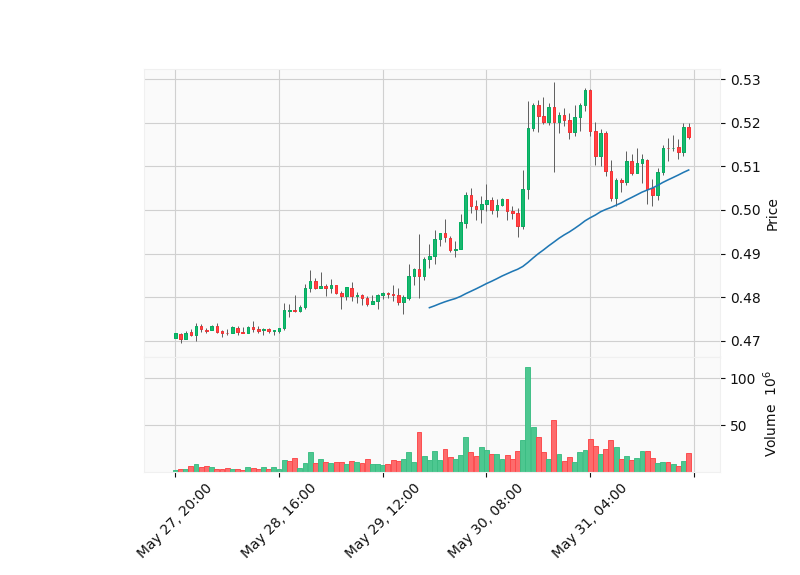 0.53
0.52
0.51
0.50
0.49
0.48
0.47
Price
100
50
Volume 10⁶
May 27, 20:00
May 28, 16:00
May 29, 12:00
May 30, 08:00
May 31, 04:00